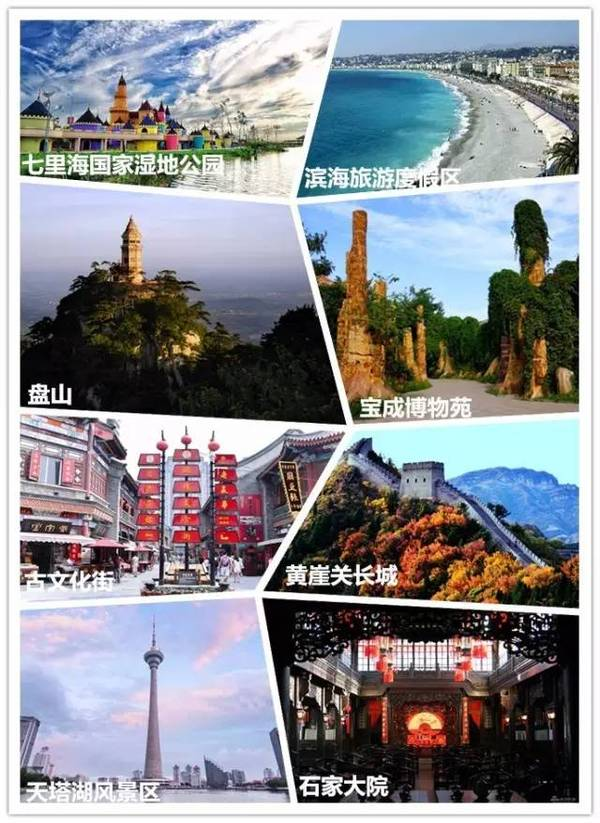 七里海国家湿地公园
滨海旅游度假区
盘山
宝成博物苑
古文化街
黄崖关长城
天塔湖风景区
石家大院